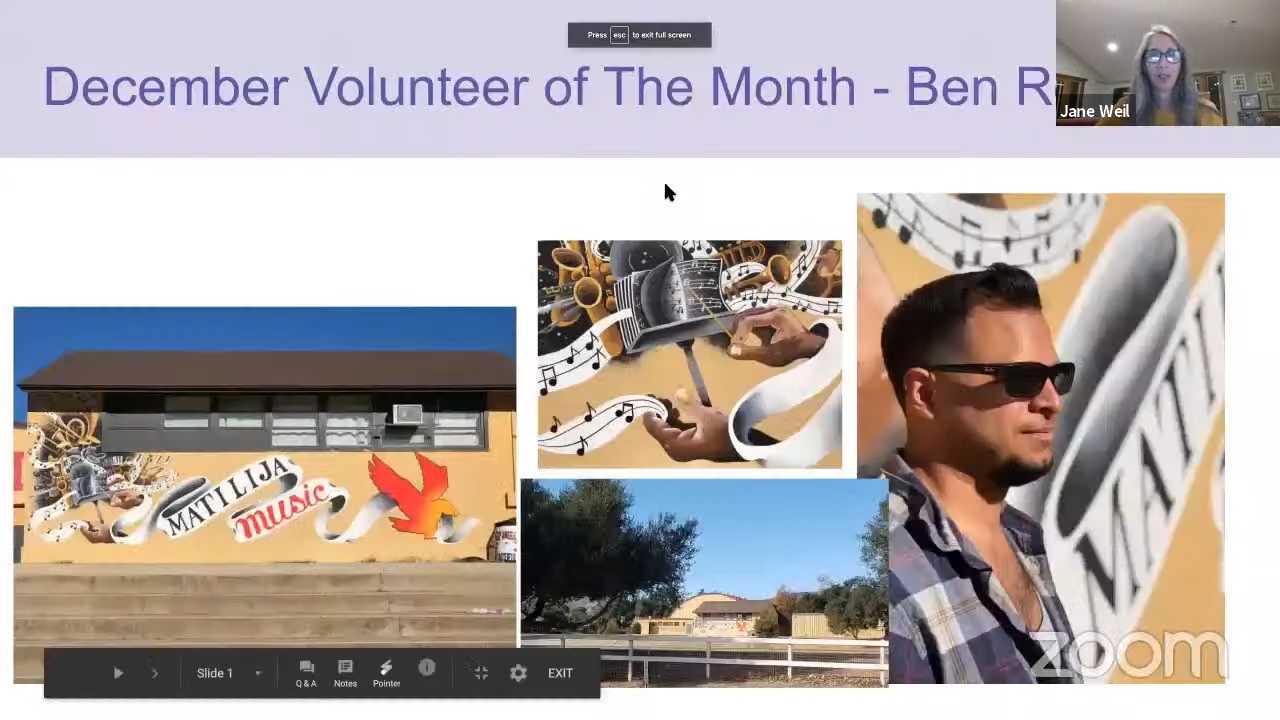 Press esc to exit full screen
December Volunteer of The Month - Ben R
Jane Weil
MATILIJA
music
MATI
zoom
Slide 1
Q & A
Notes
Pointer
EXIT